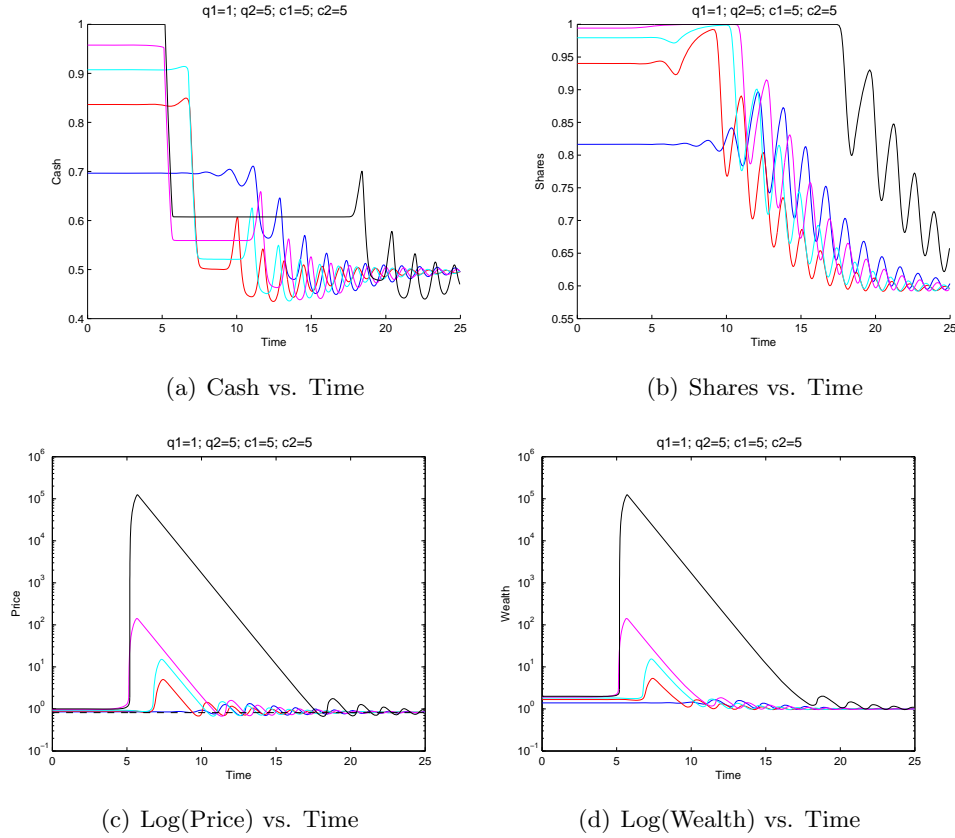 q1=1; q2=5; c1=5; c2=5
1
0.9
0.8
0.7
0.6
0.5
0.4
Cash
0 5 10 15 20 25
Time
(a) Cash vs. Time
q1=1; q2=5; c1=5; c2=5
1
0.95
0.9
0.85
0.8
0.75
0.7
0.65
0.6
0.55
Shares
0 5 10 15 20 25
Time
(b) Shares vs. Time
q1=1; q2=5; c1=5; c2=5
10^6
10^5
10^4
10^3
10^2
10^1
10^0
10^−1
Price
0 5 10 15 20 25
Time
(c) Log(Price) vs. Time
q1=1; q2=5; c1=5; c2=5
10^6
10^5
10^4
10^3
10^2
10^1
10^0
10^−1
Wealth
0 5 10 15 20 25
Time
(d) Log(Wealth) vs. Time